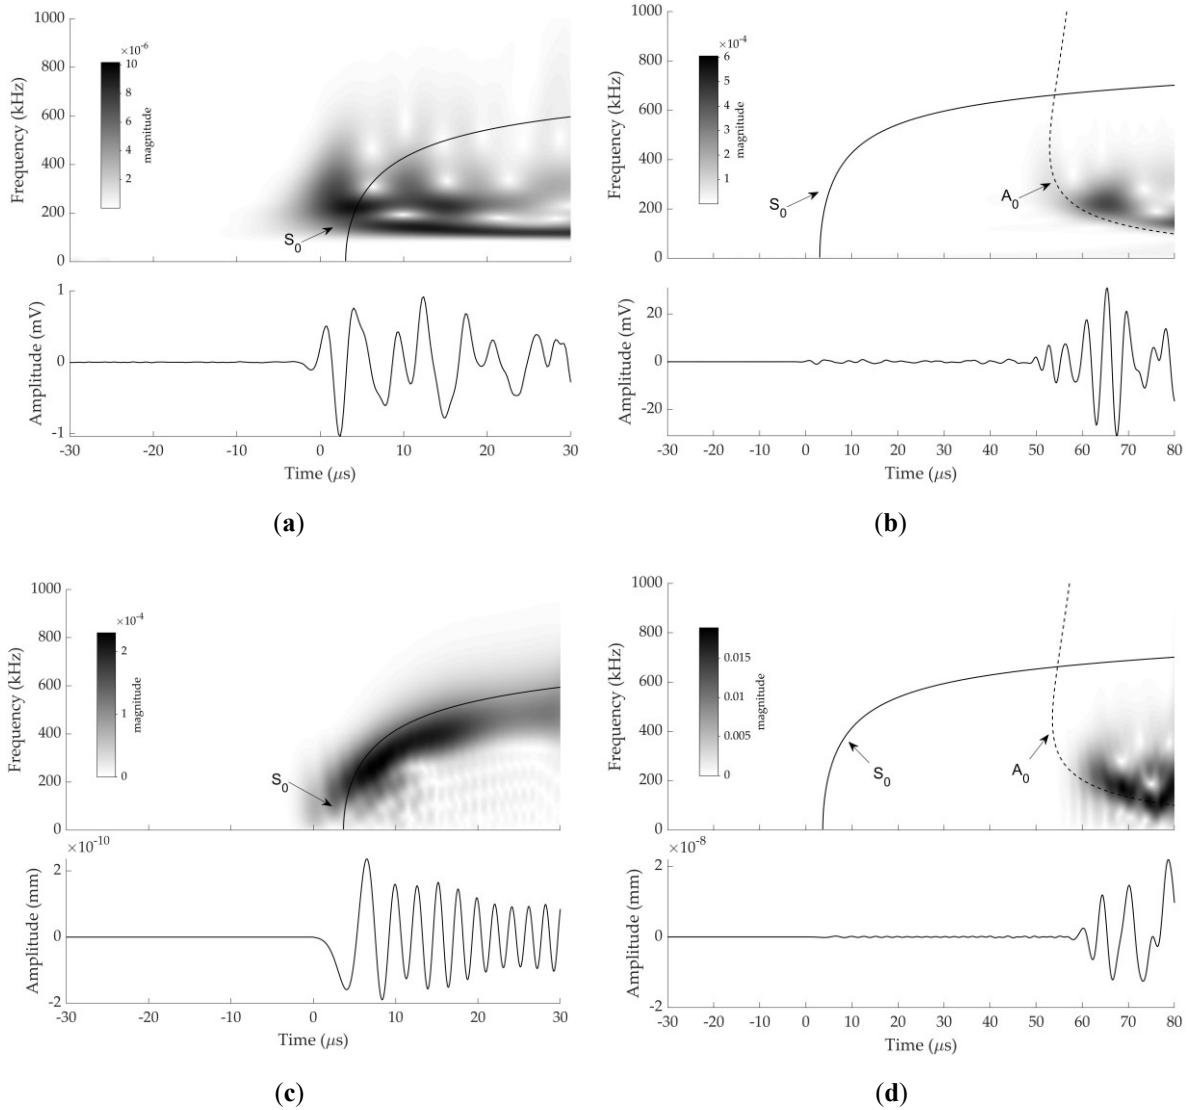 1000
800
600
400
200
0
Frequency (kHz)
×10⁻⁶
10
8
6
4
2
magnitude
S₀
1
0
-1
Amplitude (mV)
-30 -20 -10 0 10 20 30
Time (μs)
(a)
1000
800
600
400
200
0
Frequency (kHz)
×10⁻⁴
6
5
4
3
2
1
magnitude
S₀
A₀
20
0
-20
Amplitude (mV)
-30 -20 -10 0 10 20 30 40 50 60 70 80
Time (μs)
(b)
1000
800
600
400
200
0
Frequency (kHz)
×10⁻⁴
2
1
0
magnitude
S₀
×10⁻¹⁰
2
0
-2
Amplitude (mm)
-30 -20 -10 0 10 20 30
Time (μs)
(c)
1000
800
600
400
200
0
Frequency (kHz)
0.015
0.01
0.005
0
magnitude
S₀
A₀
×10⁻⁸
2
0
-2
Amplitude (mm)
-30 -20 -10 0 10 20 30 40 50 60 70 80
Time (μs)
(d)